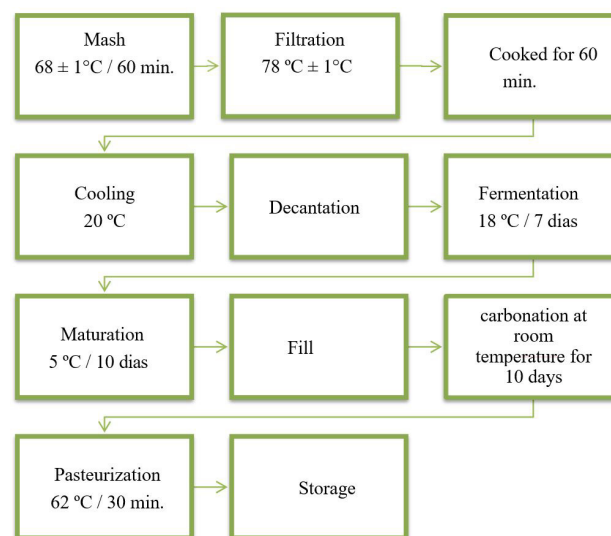 Mash
68 ± 1°C / 60 min.
Filtration
78 ºC ± 1°C
Cooked for 60
min.
Cooling
20 ºC
Decantation
Fermentation
18 ºC / 7 dias
Maturation
5 ºC / 10 dias
Fill
carbonation at
room
temperature for
10 days
Pasteurization
62 ºC / 30 min.
Storage